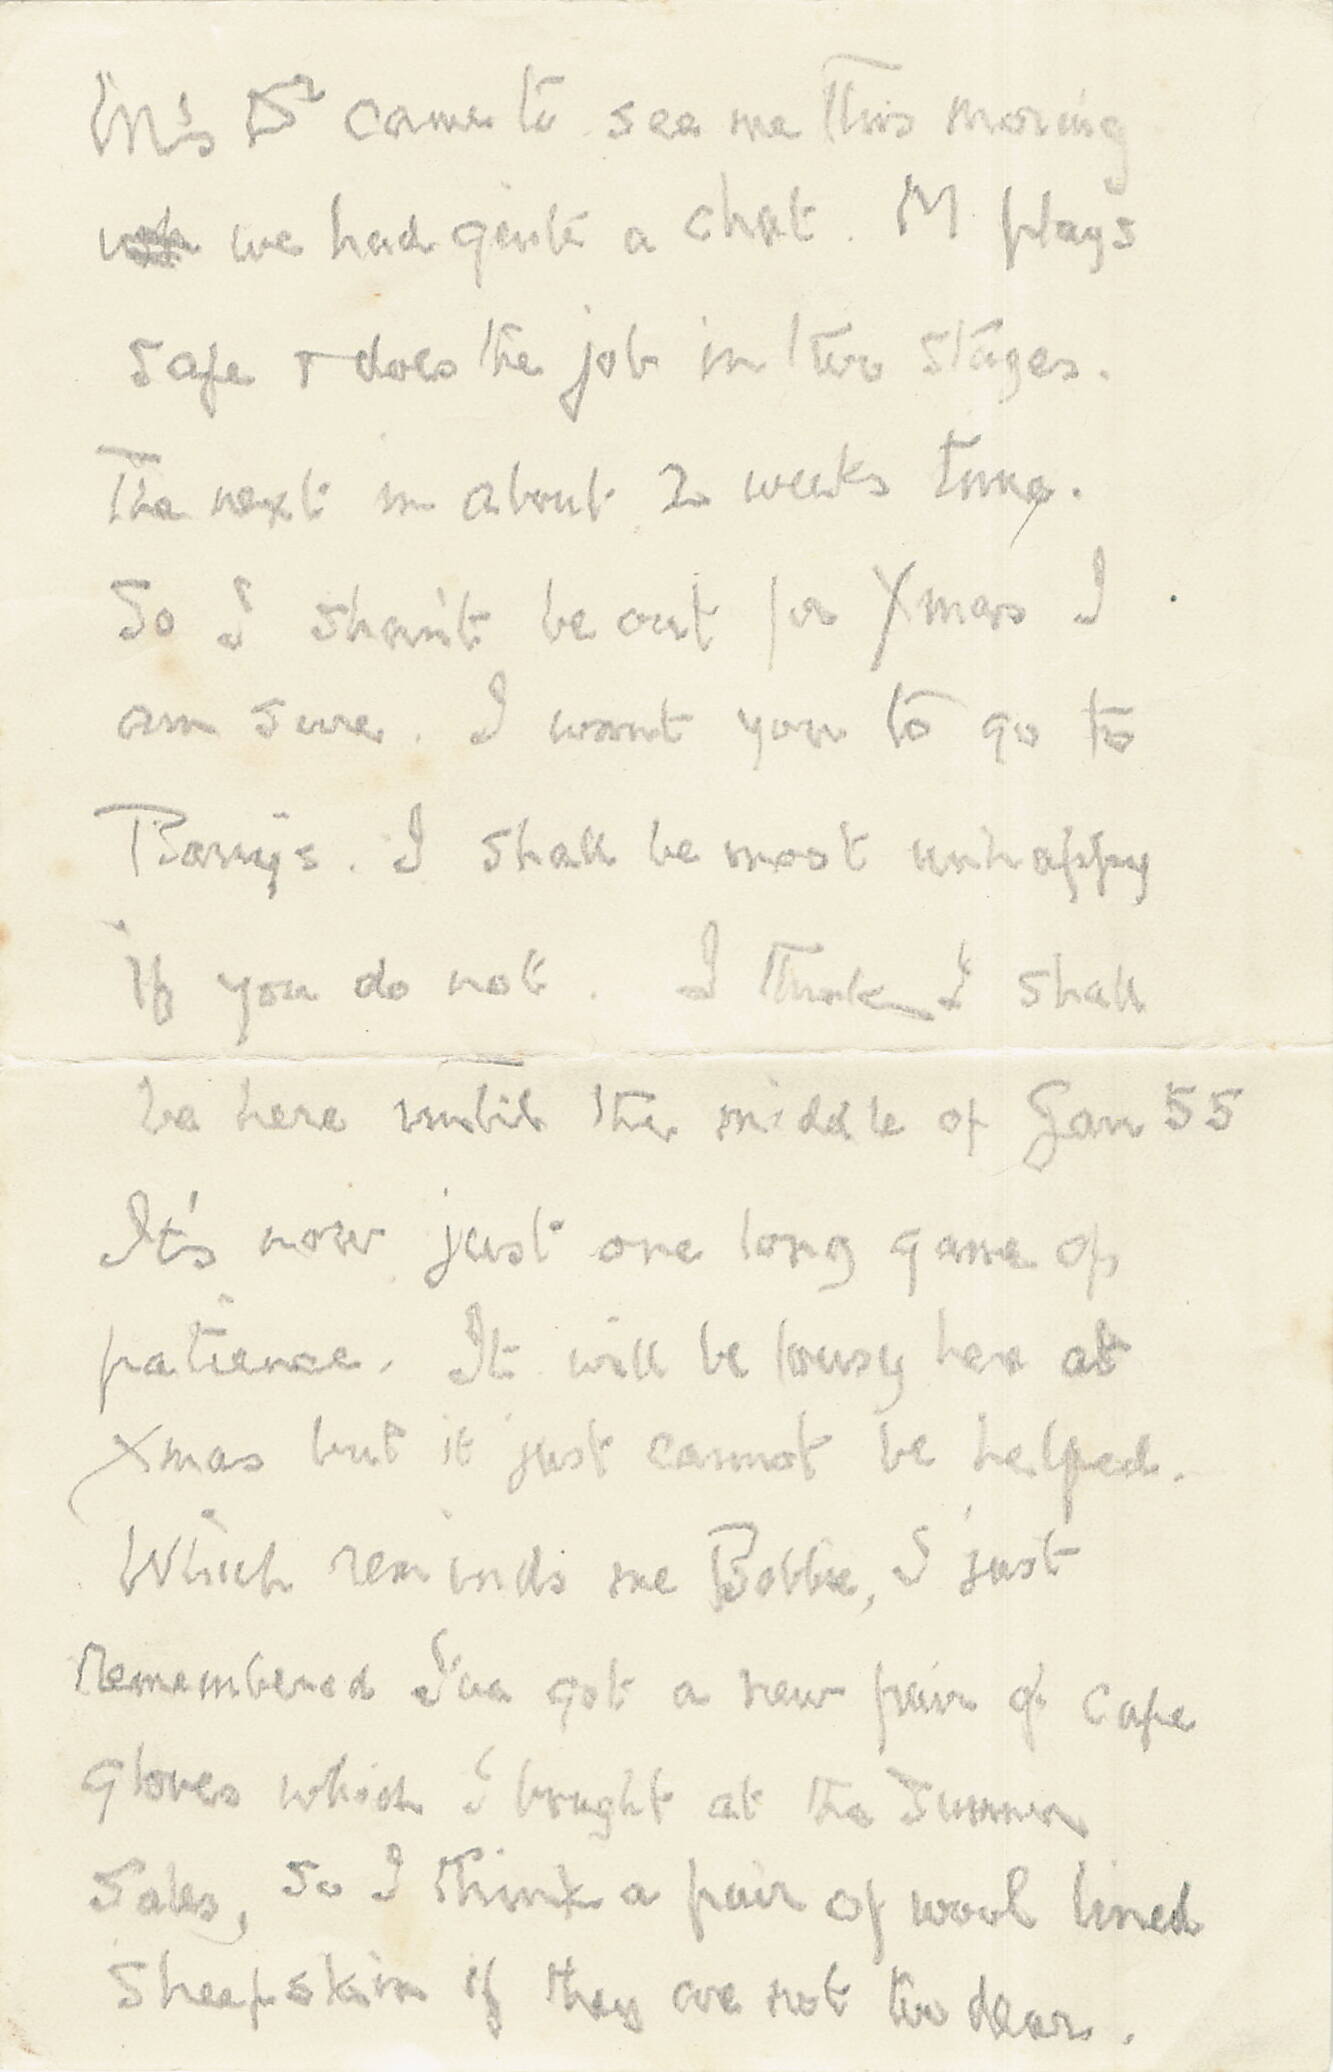 M's Dr came to see me this morning
we had quite a chat. M plays
safe & does the job in two stages.
The next in about 2 weeks time.
So I shan't be out for Xmas I
am sure. I want you to go to
Barry's. I shall be most unhappy
if you do not. I think I shall
be here until the middle of Jan 55
It's now just one long game of
patience. It will be lousy here at
Xmas but it just cannot be helped.
Which reminds me Bobbie, I just
remembered I've got a new pair of cape
gloves which I bought at the Summer
Sales, so I think a pair of wool lined
sheepskin if they are not too dear.